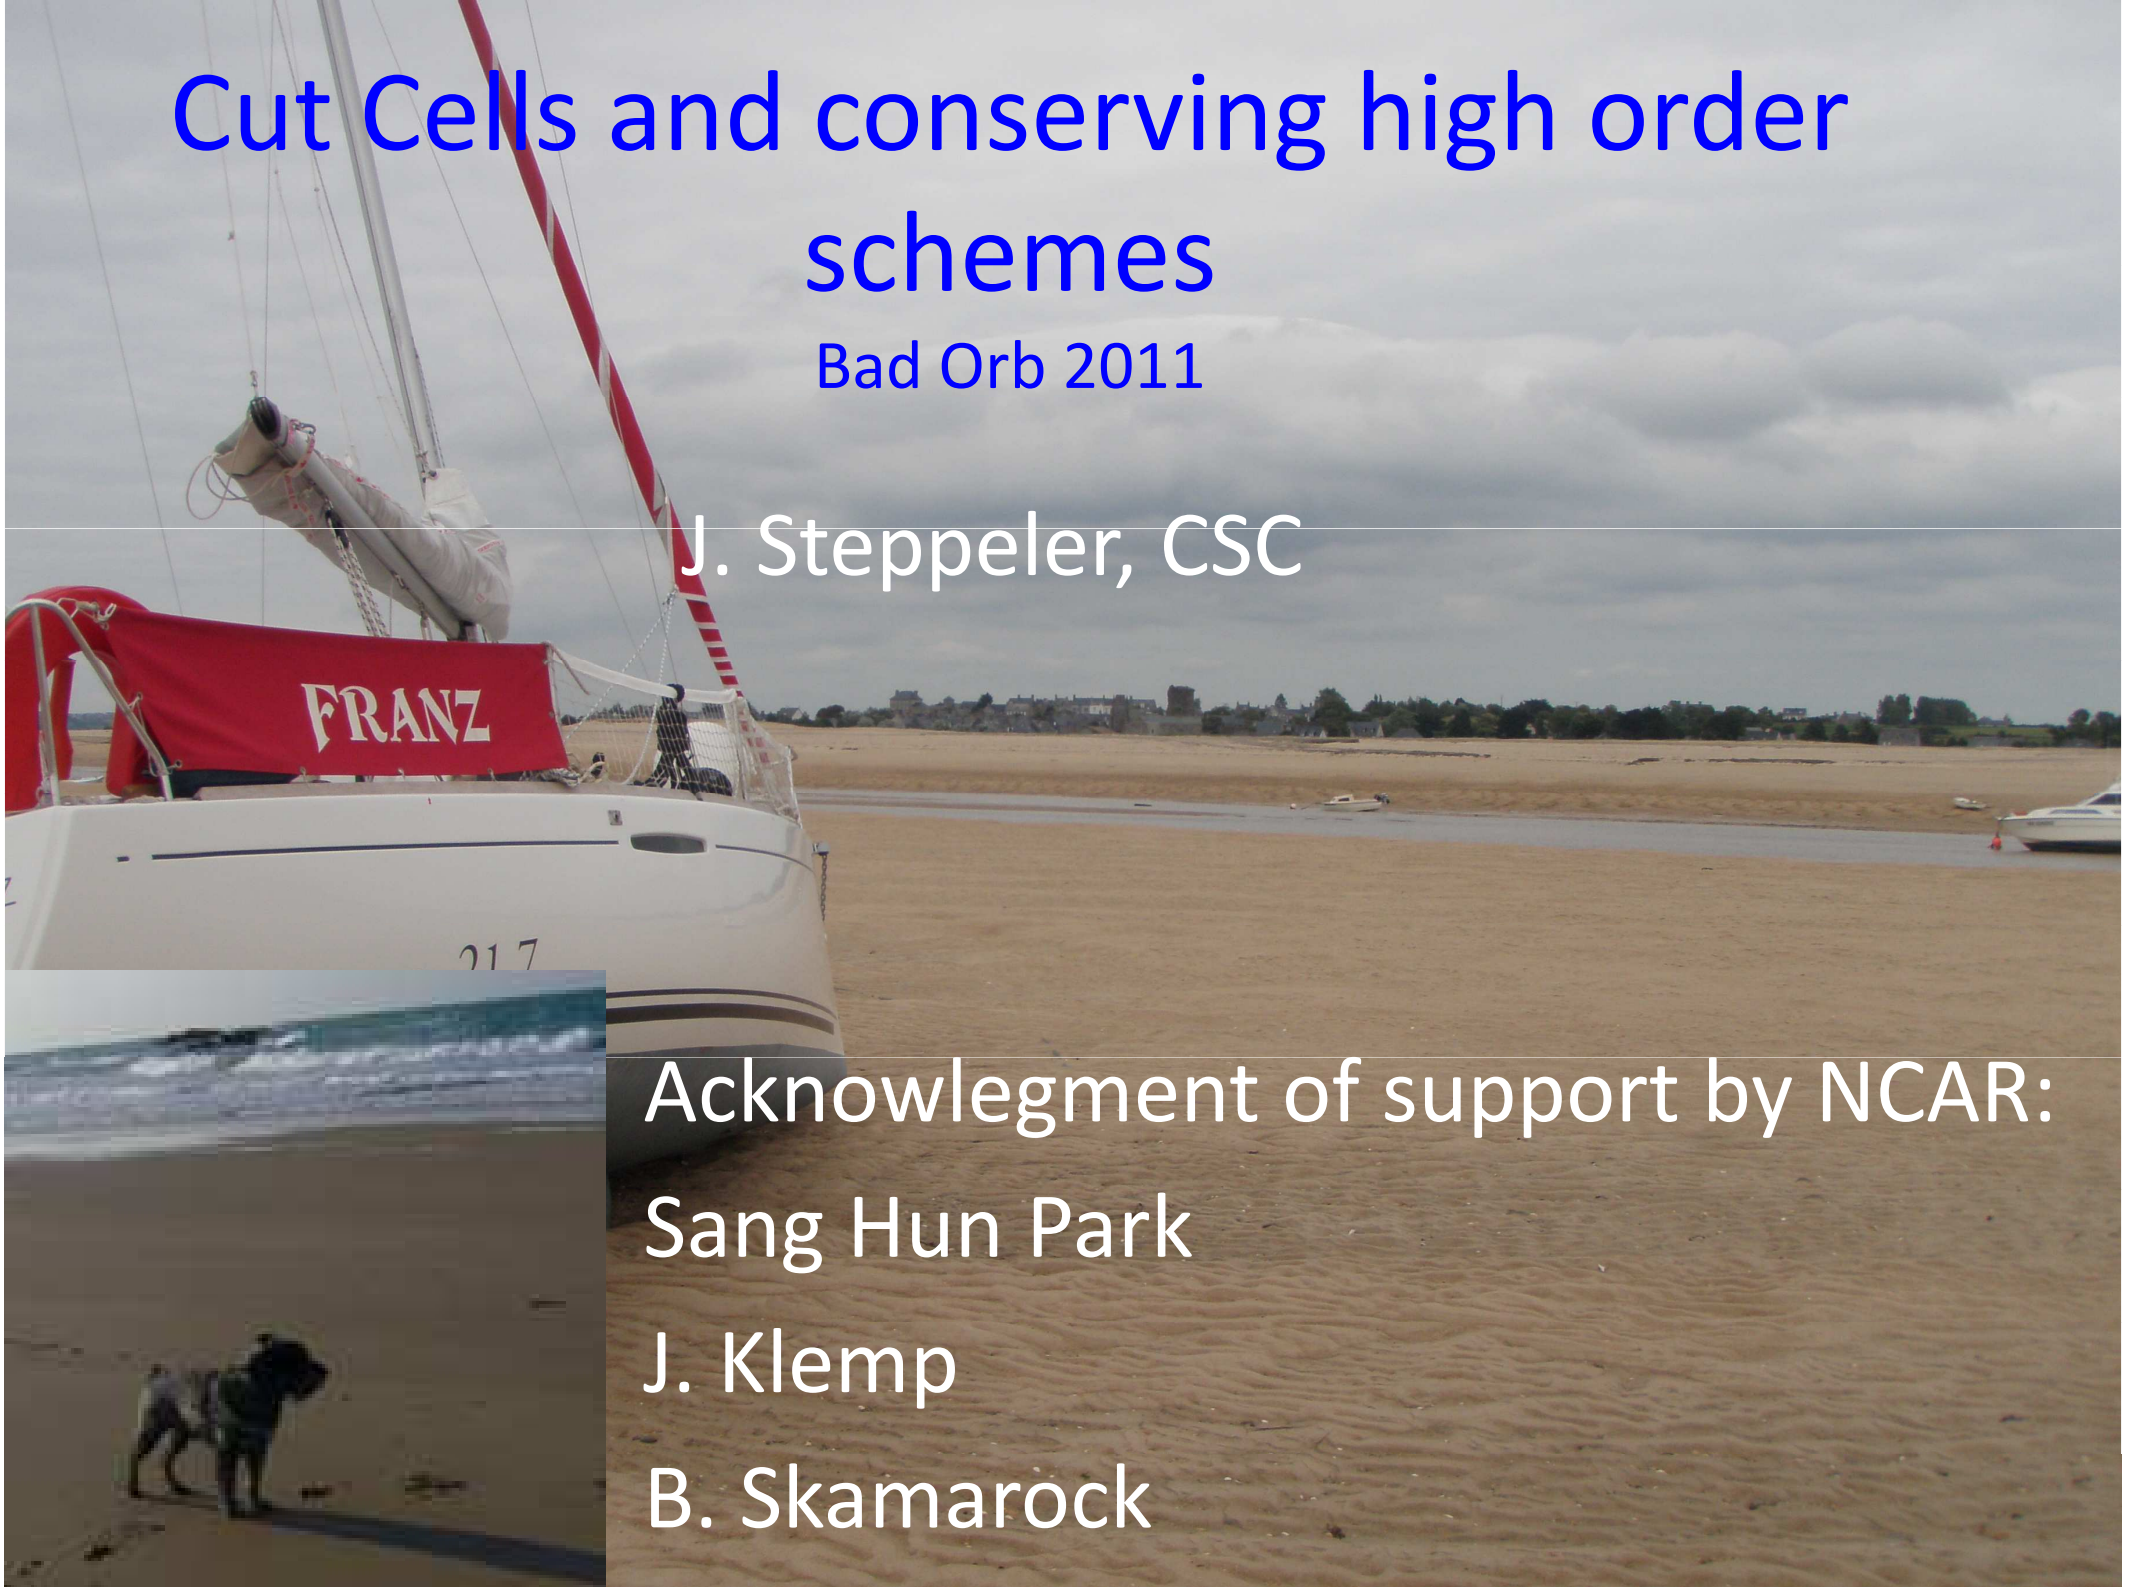 Cut Cells and conserving high order
schemes
Bad Orb 2011
J. Steppeler, CSC
FRANZ
21.7
Acknowlegment of support by NCAR:
Sang Hun Park
J. Klemp
B. Skamarock